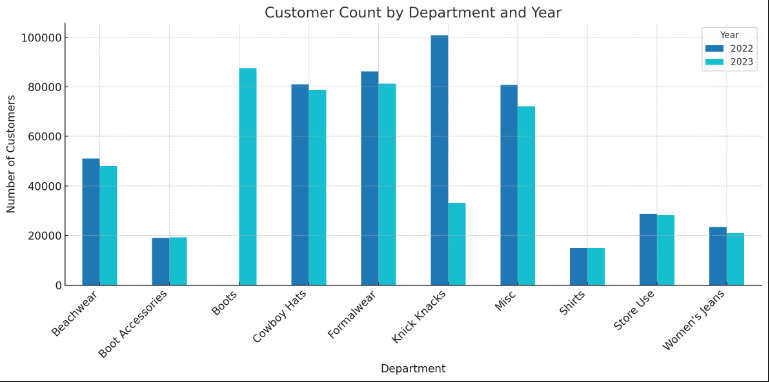 Customer Count by Department and Year
Year
2022
2023
100000
80000
60000
40000
20000
0
Number of Customers
Beachwear
Boot Accessories
Boots
Cowboy Hats
Formalwear
Knick Knacks
Misc
Shirts
Store Use
Women's Jeans
Department